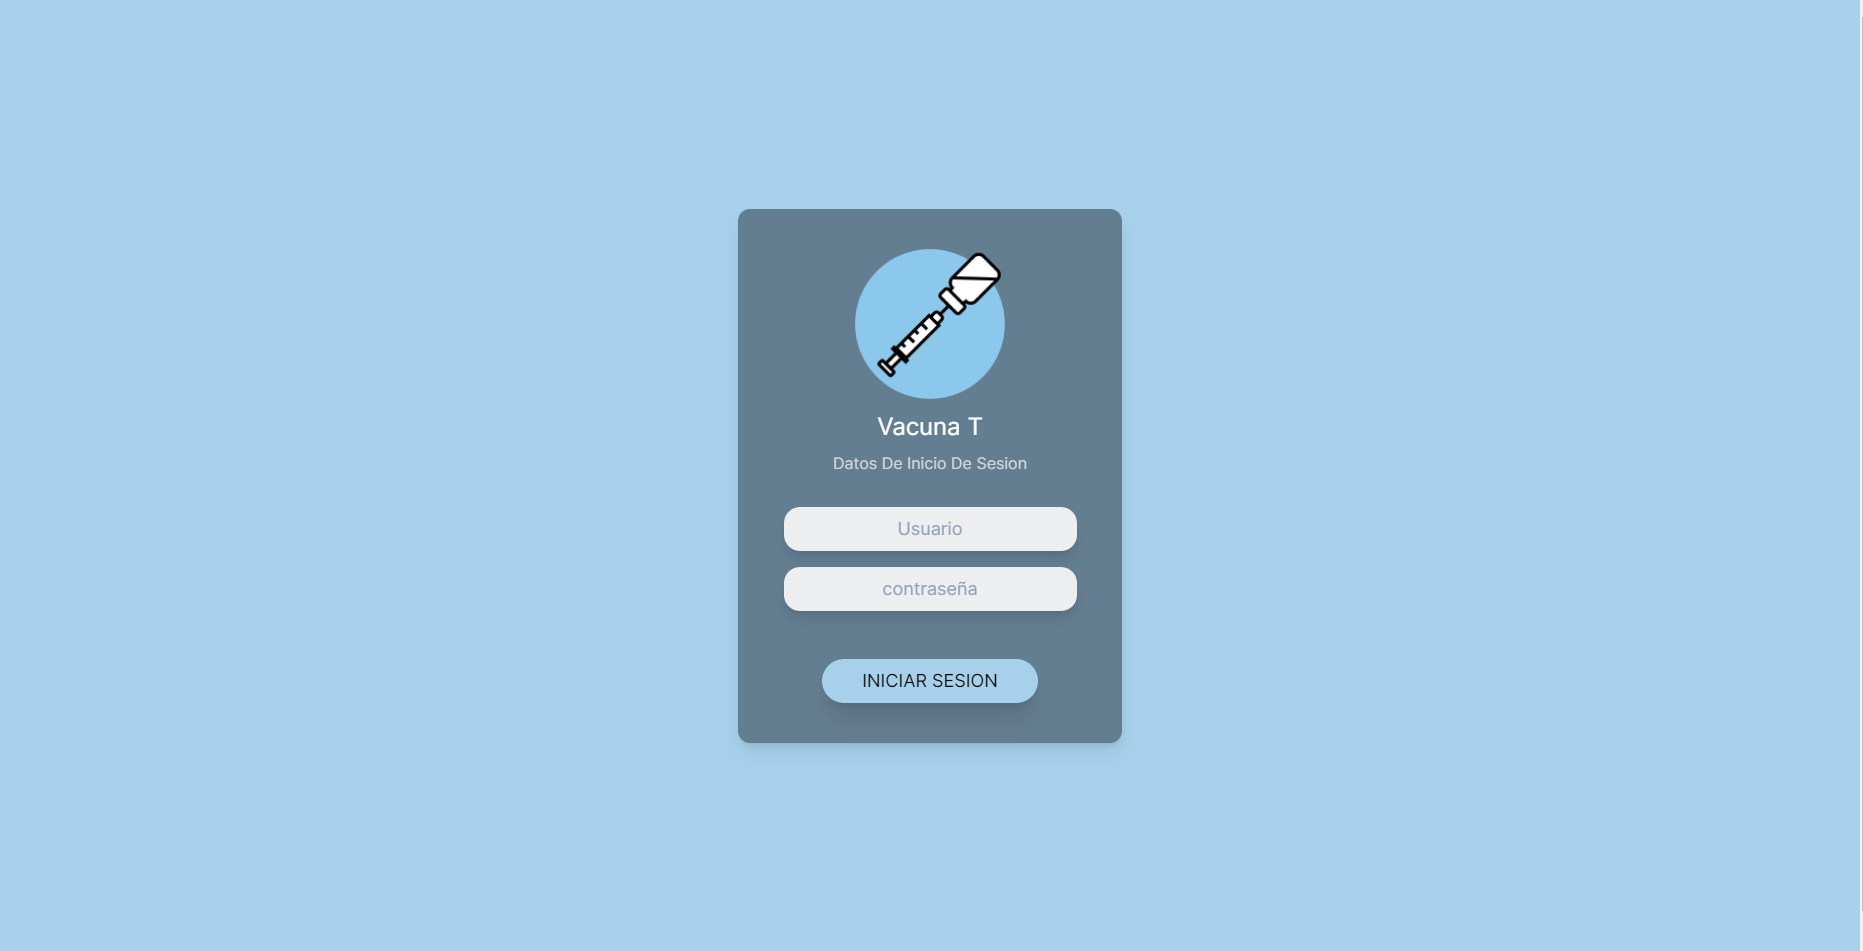 Vacuna T
Datos De Inicio De Sesion
Usuario
contraseña
INICIAR SESION